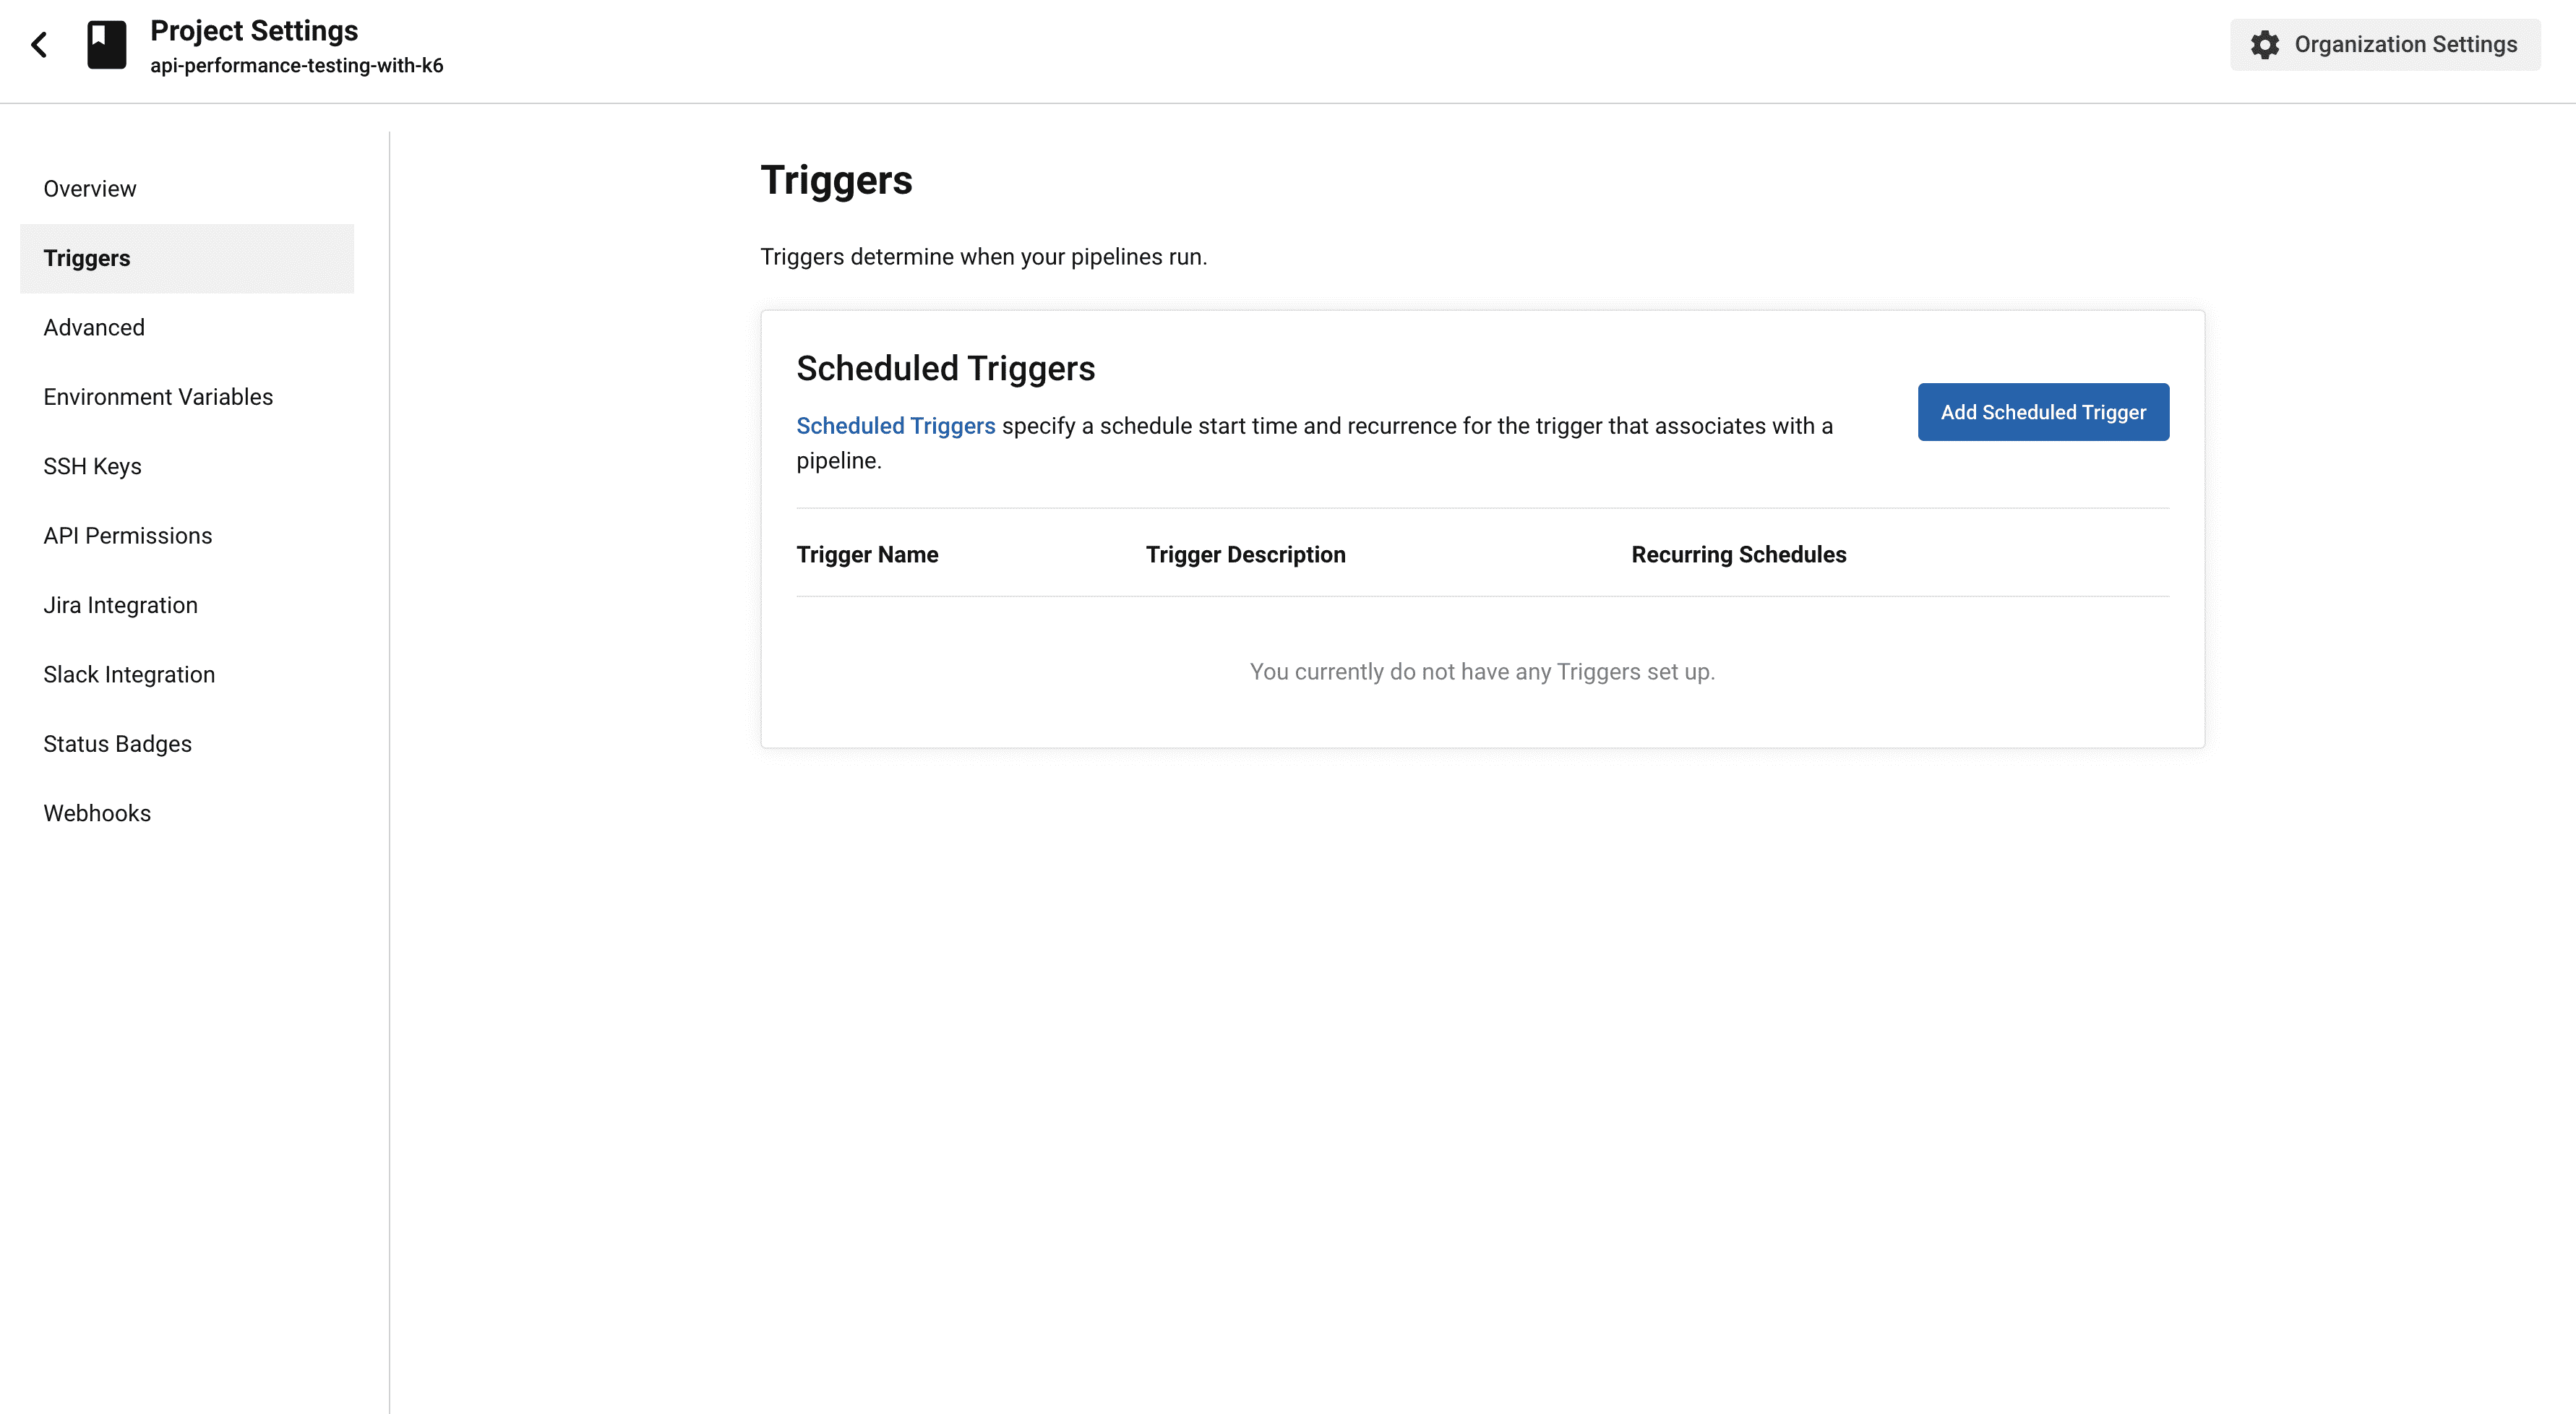 Project Settings
api-performance-testing-with-k6
Organization Settings
Overview
Triggers
Advanced
Environment Variables
SSH Keys
API Permissions
Jira Integration
Slack Integration
Status Badges
Webhooks
Triggers
Triggers determine when your pipelines run.
Scheduled Triggers
Scheduled Triggers specify a schedule start time and recurrence for the trigger that associates with a
pipeline.
Add Scheduled Trigger
Trigger Name Trigger Description Recurring Schedules
You currently do not have any Triggers set up.